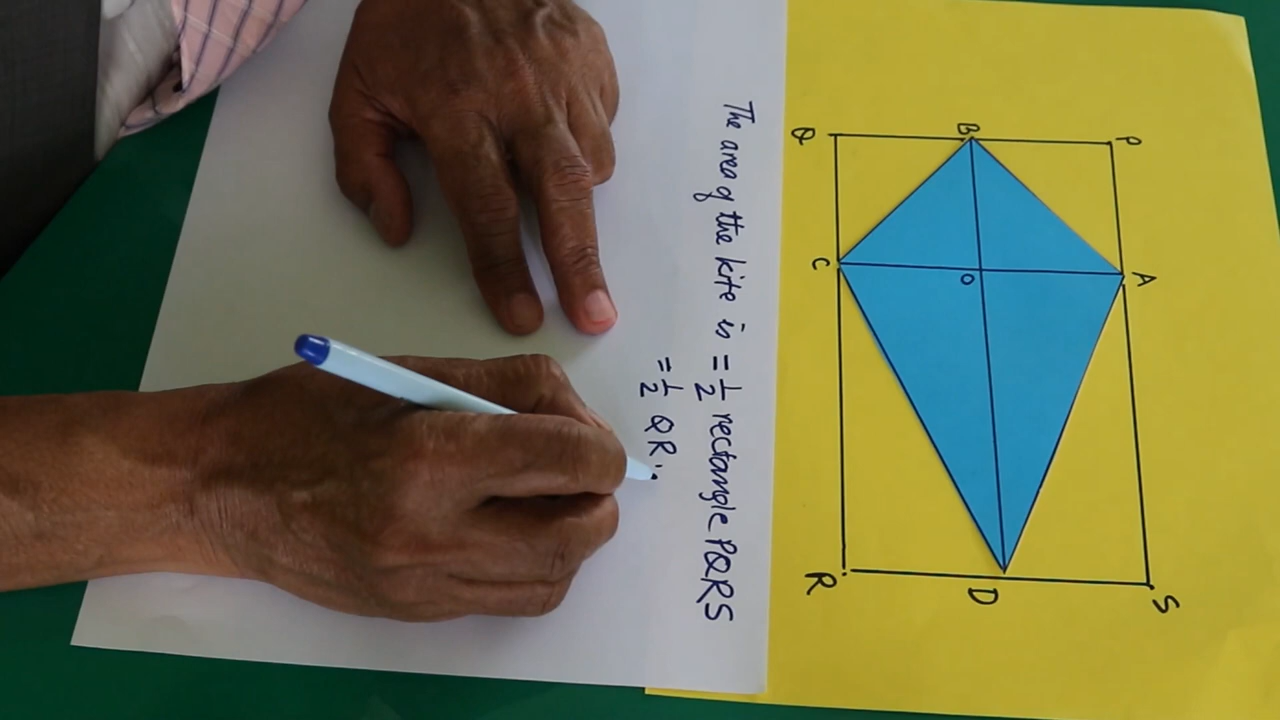 P
A
S
B
O
D
Q
C
R
The area of the kite is = 1/2 rectangle PQRS
= 1/2 QR.